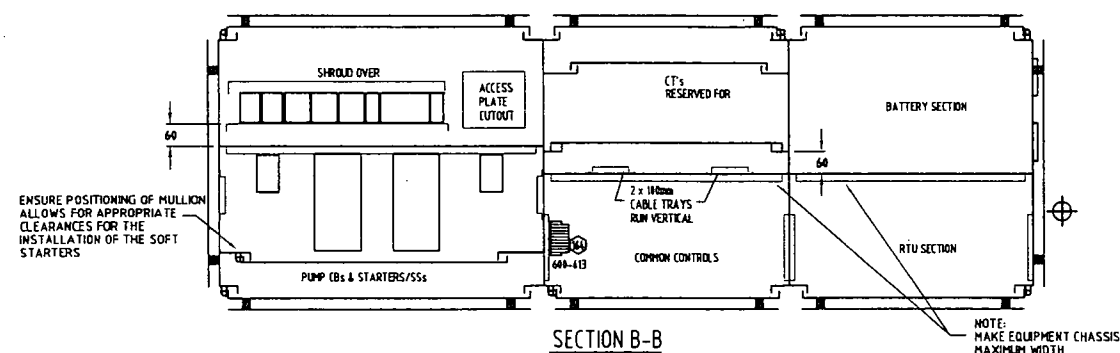 SHROUD OVER
ACCESS
PLATE
CUTOUT
CT's
RESERVED FOR
BATTERY SECTION
60
60
ENSURE POSITIONING OF MULLION
ALLOWS FOR APPROPRIATE
CLEARANCES FOR THE
INSTALLATION OF THE SOFT
STARTERS
2 x 100mm
CABLE TRAYS
RUN VERTICAL
600-613
COMMON CONTROLS
RTU SECTION
PUMP CBs & STARTERS/SSs
SECTION B-B
NOTE:
MAKE EQUIPMENT CHASSIS
MAXIMUM WIDTH